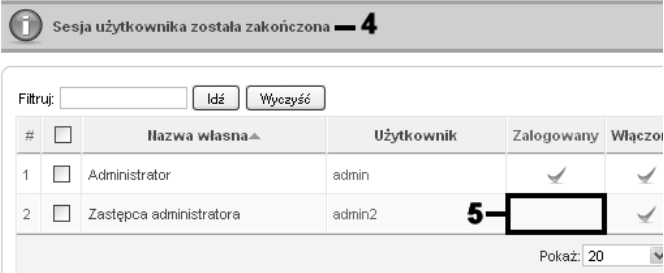 Sesja użytkownika została zakończona 4
Filtruj: Idź Wyczyść
# Nazwa własna Użytkownik Zalogowany Włączon
1 Administrator admin
2 Zastępca administratora admin2 5
Pokaż: 20